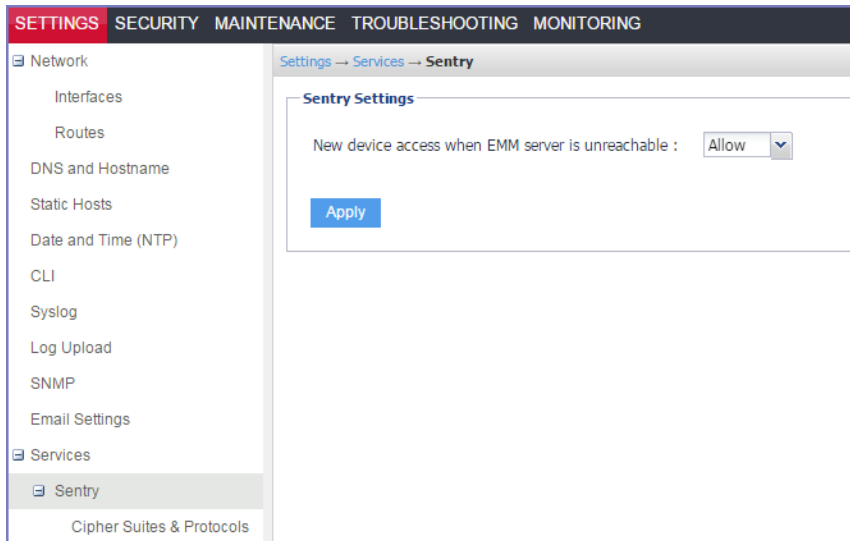 SETTINGS SECURITY MAINTENANCE TROUBLESHOOTING MONITORING
Network
Interfaces
Routes
DNS and Hostname
Static Hosts
Date and Time (NTP)
CLI
Syslog
Log Upload
SNMP
Email Settings
Services
Sentry
Cipher Suites & Protocols
Settings → Services → Sentry
Sentry Settings
New device access when EMM server is unreachable : Allow
Apply